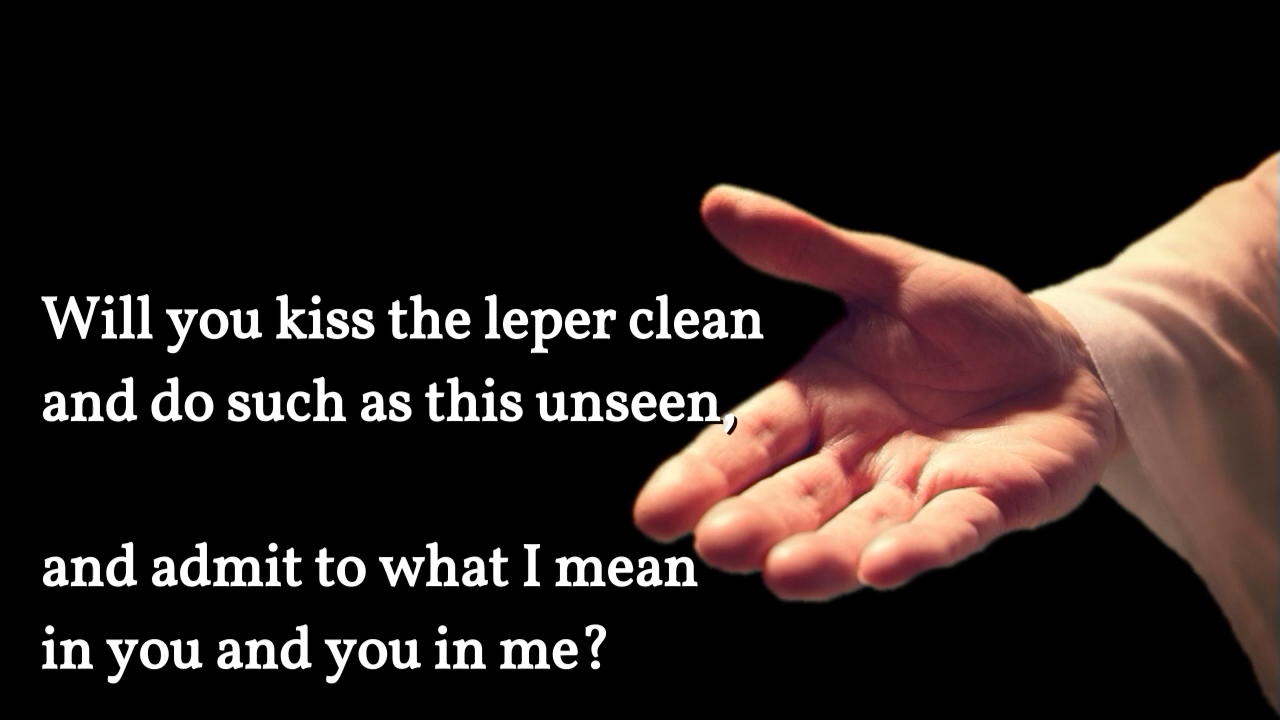 Will you kiss the leper clean
and do such as this unseen,
and admit to what I mean
in you and you in me?